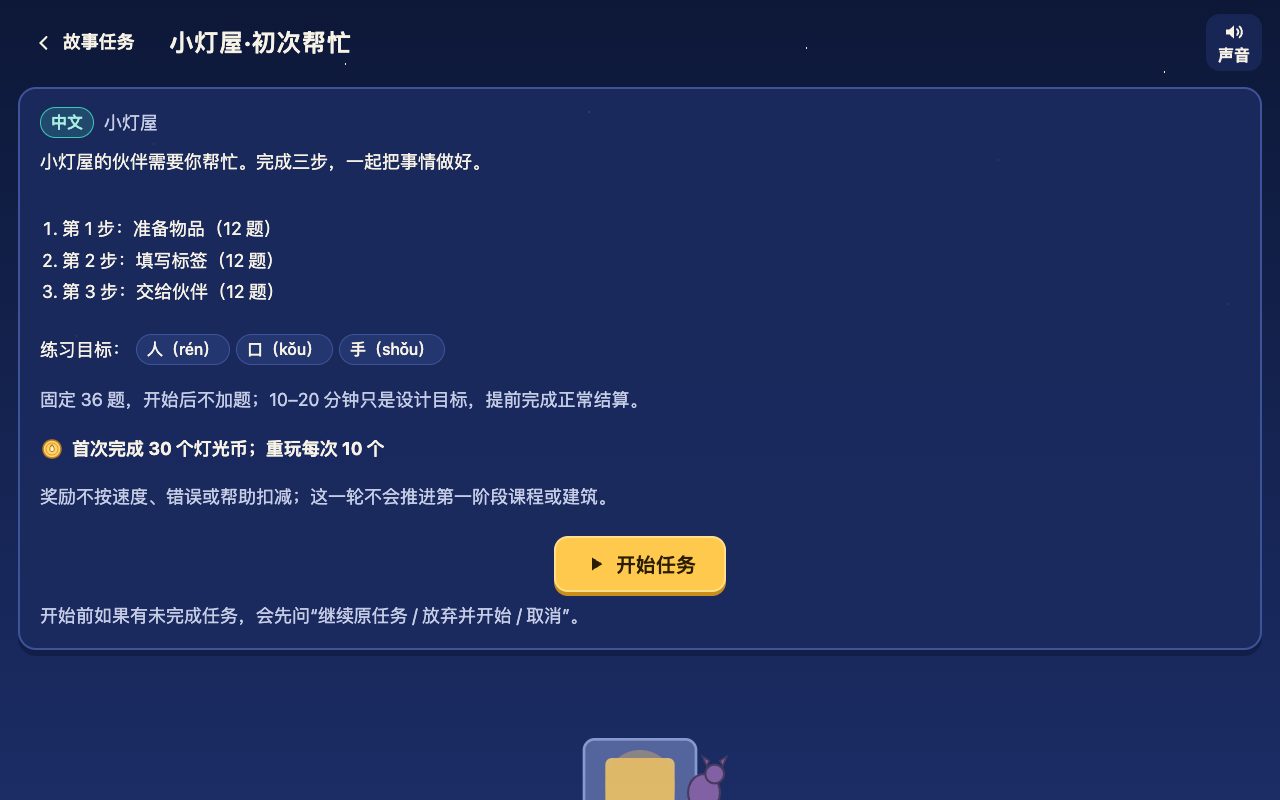 故事任务
小灯屋·初次帮忙
声音
中文 小灯屋
小灯屋的伙伴需要你帮忙。完成三步，一起把事情做好。
1. 第 1 步：准备物品（12 题）
2. 第 2 步：填写标签（12 题）
3. 第 3 步：交给伙伴（12 题）
练习目标： 人（rén） 口（kǒu） 手（shǒu）
固定 36 题，开始后不加题；10–20 分钟只是设计目标，提前完成正常结算。
首次完成 30 个灯光币；重玩每次 10 个
奖励不按速度、错误或帮助扣减；这一轮不会推进第一阶段课程或建筑。
开始任务
开始前如果有未完成任务，会先问“继续原任务 / 放弃并开始 / 取消”。